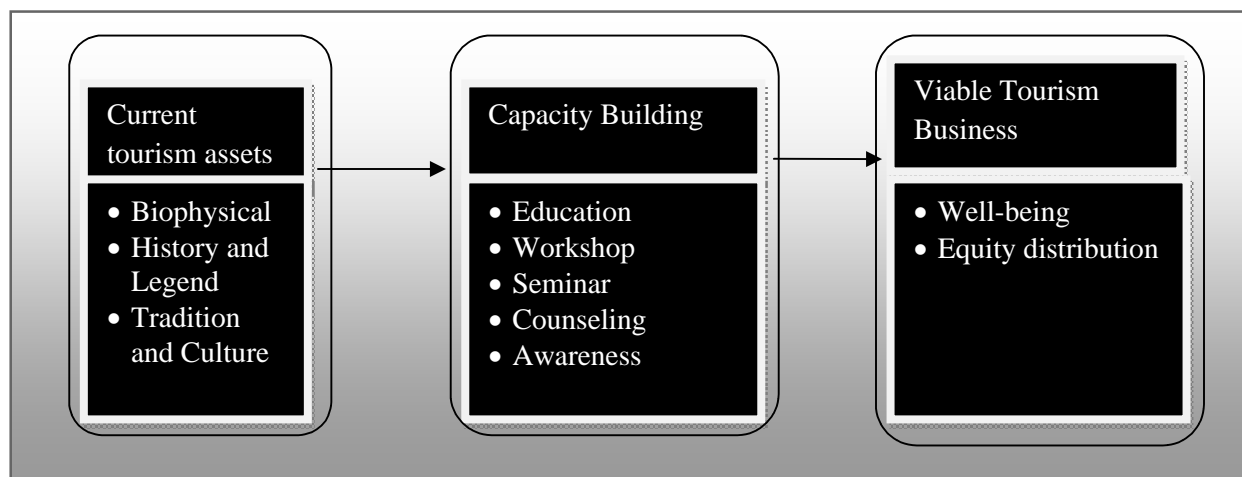 Current
tourism assets
• Biophysical
• History and
Legend
• Tradition
and Culture
Capacity Building
• Education
• Workshop
• Seminar
• Counseling
• Awareness
Viable Tourism
Business
• Well-being
• Equity distribution